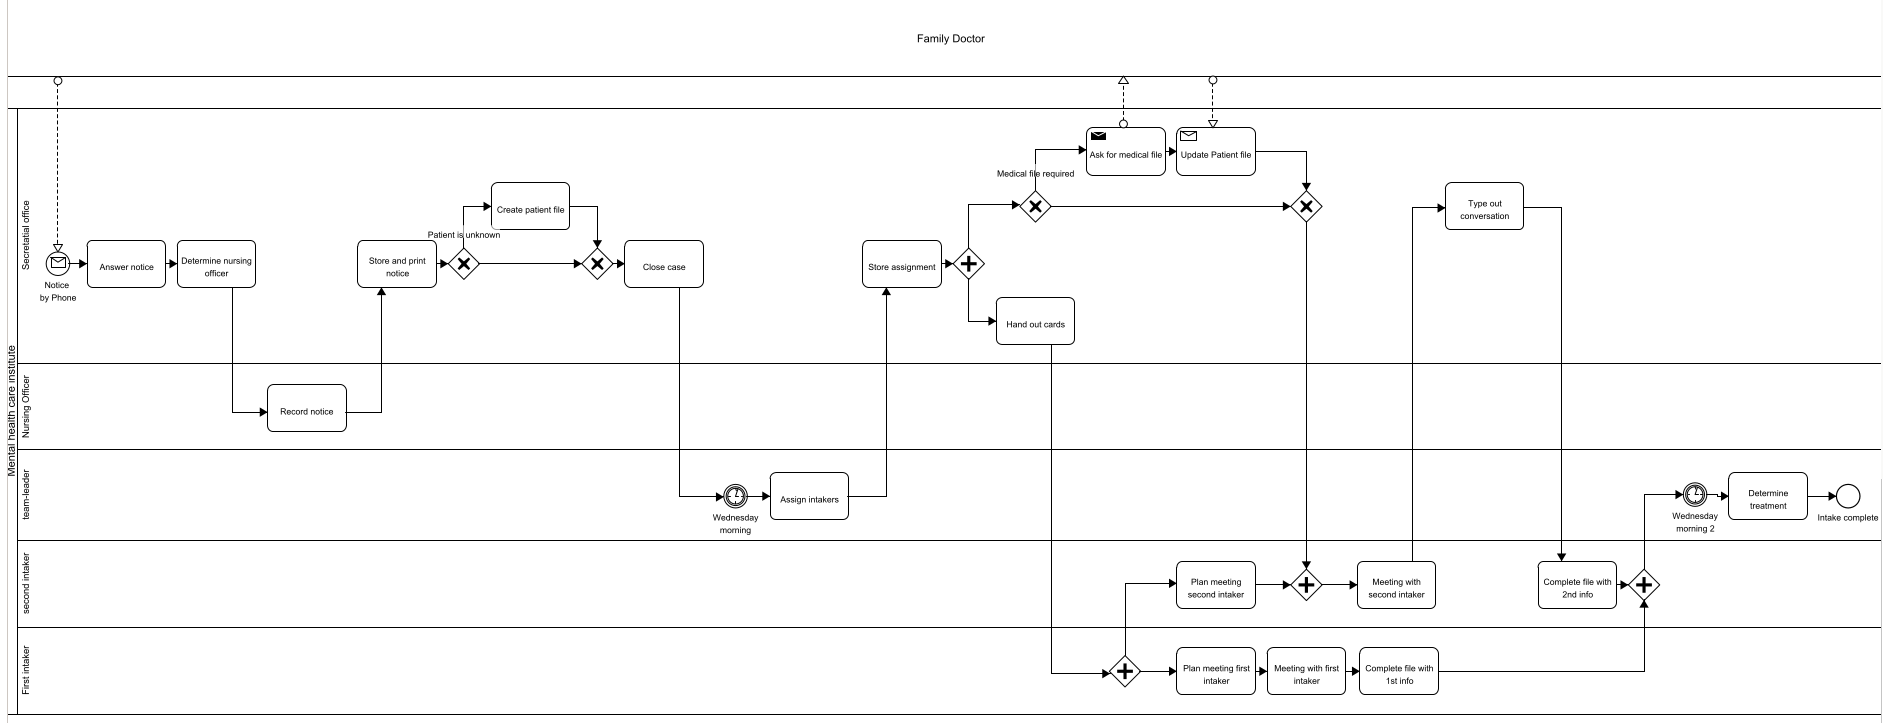 Family Doctor
Mental health care institute
Secretatial office
Notice
by Phone
Answer notice
Determine nursing
officer
Store and print
notice
Patient is unknown
Create patient file
Close case
Store assignment
Medical file required
Ask for medical file
Update Patient file
Hand out cards
Type out
conversation
Nursing Officer
Record notice
team-leader
Wednesday
morning
Assign intakers
Wednesday
morning 2
Determine
treatment
Intake complete
second intaker
Plan meeting
second intaker
Meeting with
second intaker
Complete file with
2nd info
First intaker
Plan meeting first
intaker
Meeting with first
intaker
Complete file with
1st info